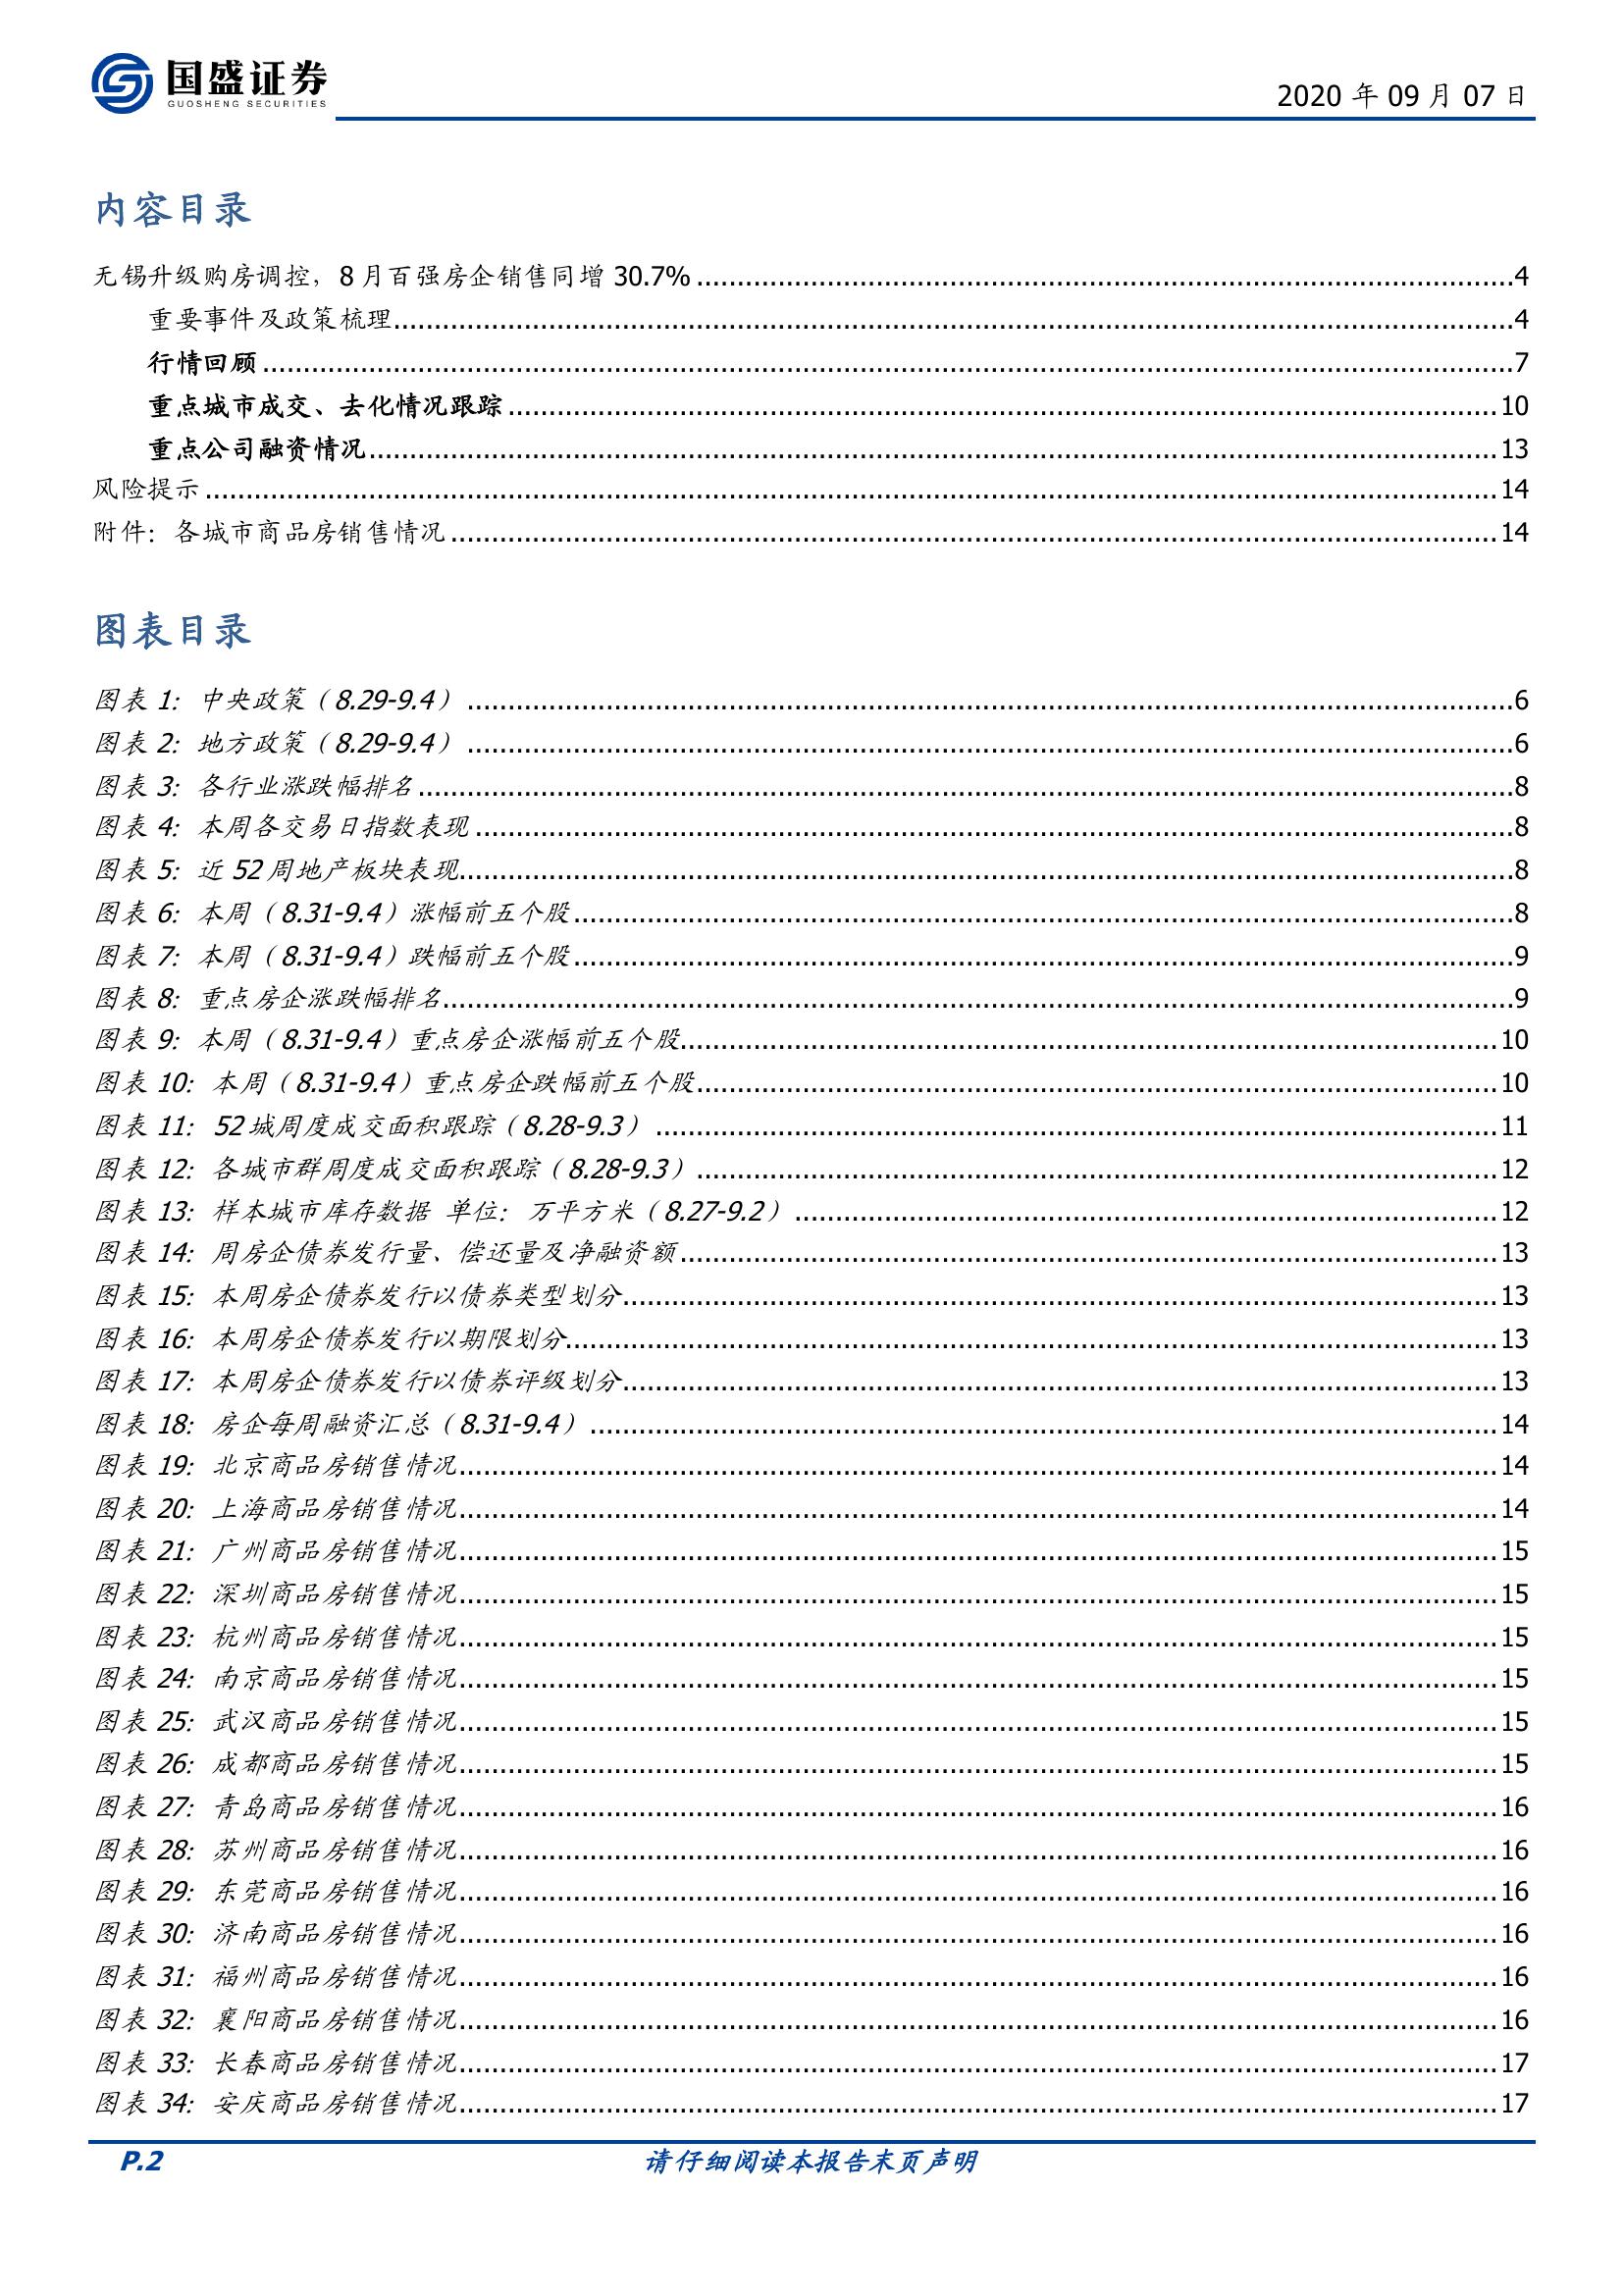 国盛证券
GUOSHENG SECURITIES
2020 年 09 月 07 日
内容目录
无锡升级购房调控，8 月百强房企销售同增 30.7%...4
重要事件及政策梳理...4
行情回顾...7
重点城市成交、去化情况跟踪...10
重点公司融资情况...13
风险提示...14
附件：各城市商品房销售情况...14
图表目录
图表 1: 中央政策（8.29-9.4）...6
图表 2: 地方政策（8.29-9.4）...6
图表 3: 各行业涨跌幅排名...8
图表 4: 本周各交易日指数表现...8
图表 5: 近 52 周地产板块表现...8
图表 6: 本周（8.31-9.4）涨幅前五个股...8
图表 7: 本周（8.31-9.4）跌幅前五个股...9
图表 8: 重点房企涨跌幅排名...9
图表 9: 本周（8.31-9.4）重点房企涨幅前五个股...10
图表 10: 本周（8.31-9.4）重点房企跌幅前五个股...10
图表 11: 52 城周度成交面积跟踪（8.28-9.3）...11
图表 12: 各城市群周度成交面积跟踪（8.28-9.3）...12
图表 13: 样本城市库存数据 单位: 万平方米（8.27-9.2）...12
图表 14: 周房企债券发行量、偿还量及净融资额...13
图表 15: 本周房企债券发行以债券类型划分...13
图表 16: 本周房企债券发行以期限划分...13
图表 17: 本周房企债券发行以债券评级划分...13
图表 18: 房企每周融资汇总（8.31-9.4）...14
图表 19: 北京商品房销售情况...14
图表 20: 上海商品房销售情况...14
图表 21: 广州商品房销售情况...15
图表 22: 深圳商品房销售情况...15
图表 23: 杭州商品房销售情况...15
图表 24: 南京商品房销售情况...15
图表 25: 武汉商品房销售情况...15
图表 26: 成都商品房销售情况...15
图表 27: 青岛商品房销售情况...16
图表 28: 苏州商品房销售情况...16
图表 29: 东莞商品房销售情况...16
图表 30: 济南商品房销售情况...16
图表 31: 福州商品房销售情况...16
图表 32: 襄阳商品房销售情况...16
图表 33: 长春商品房销售情况...17
图表 34: 安庆商品房销售情况...17
P.2
请仔细阅读本报告末页声明